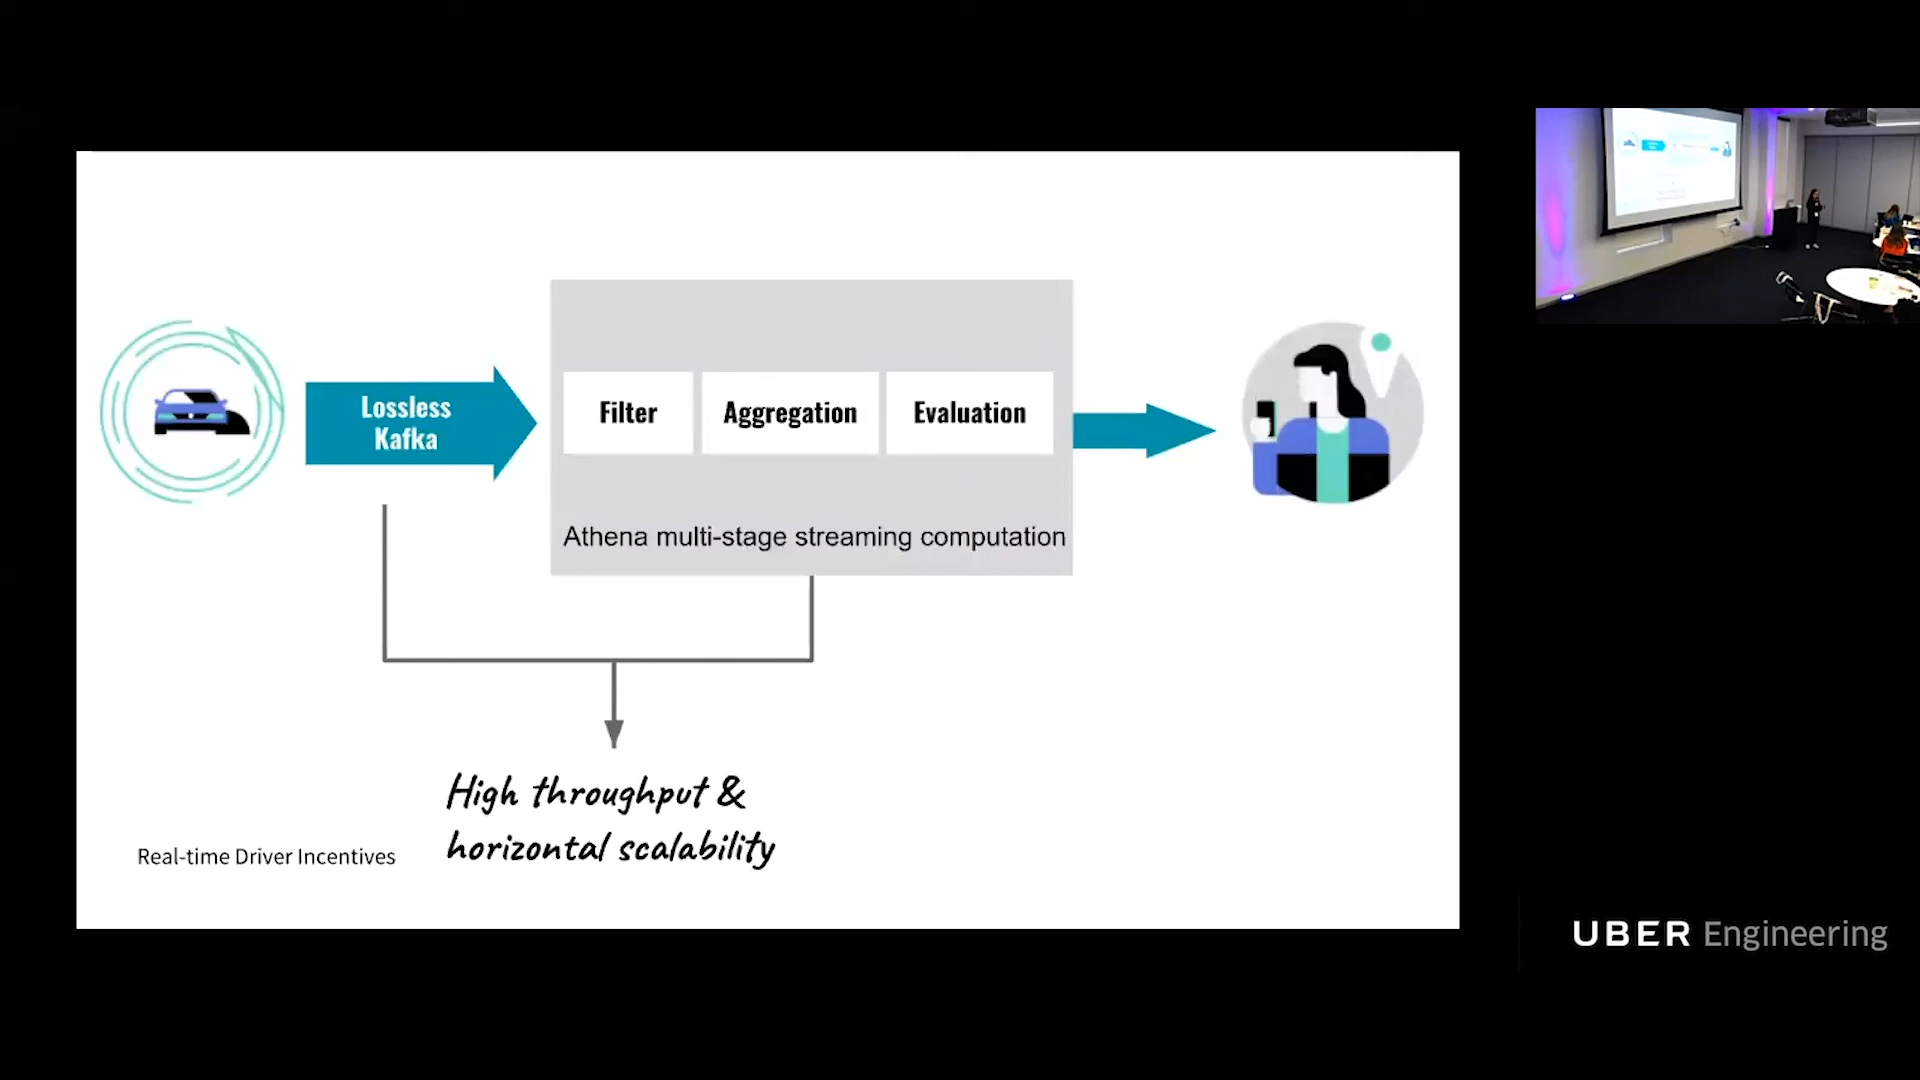 Lossless
Kafka
Filter
Aggregation
Evaluation
Athena multi-stage streaming computation
High throughput &
horizontal scalability
Real-time Driver Incentives
UBER Engineering